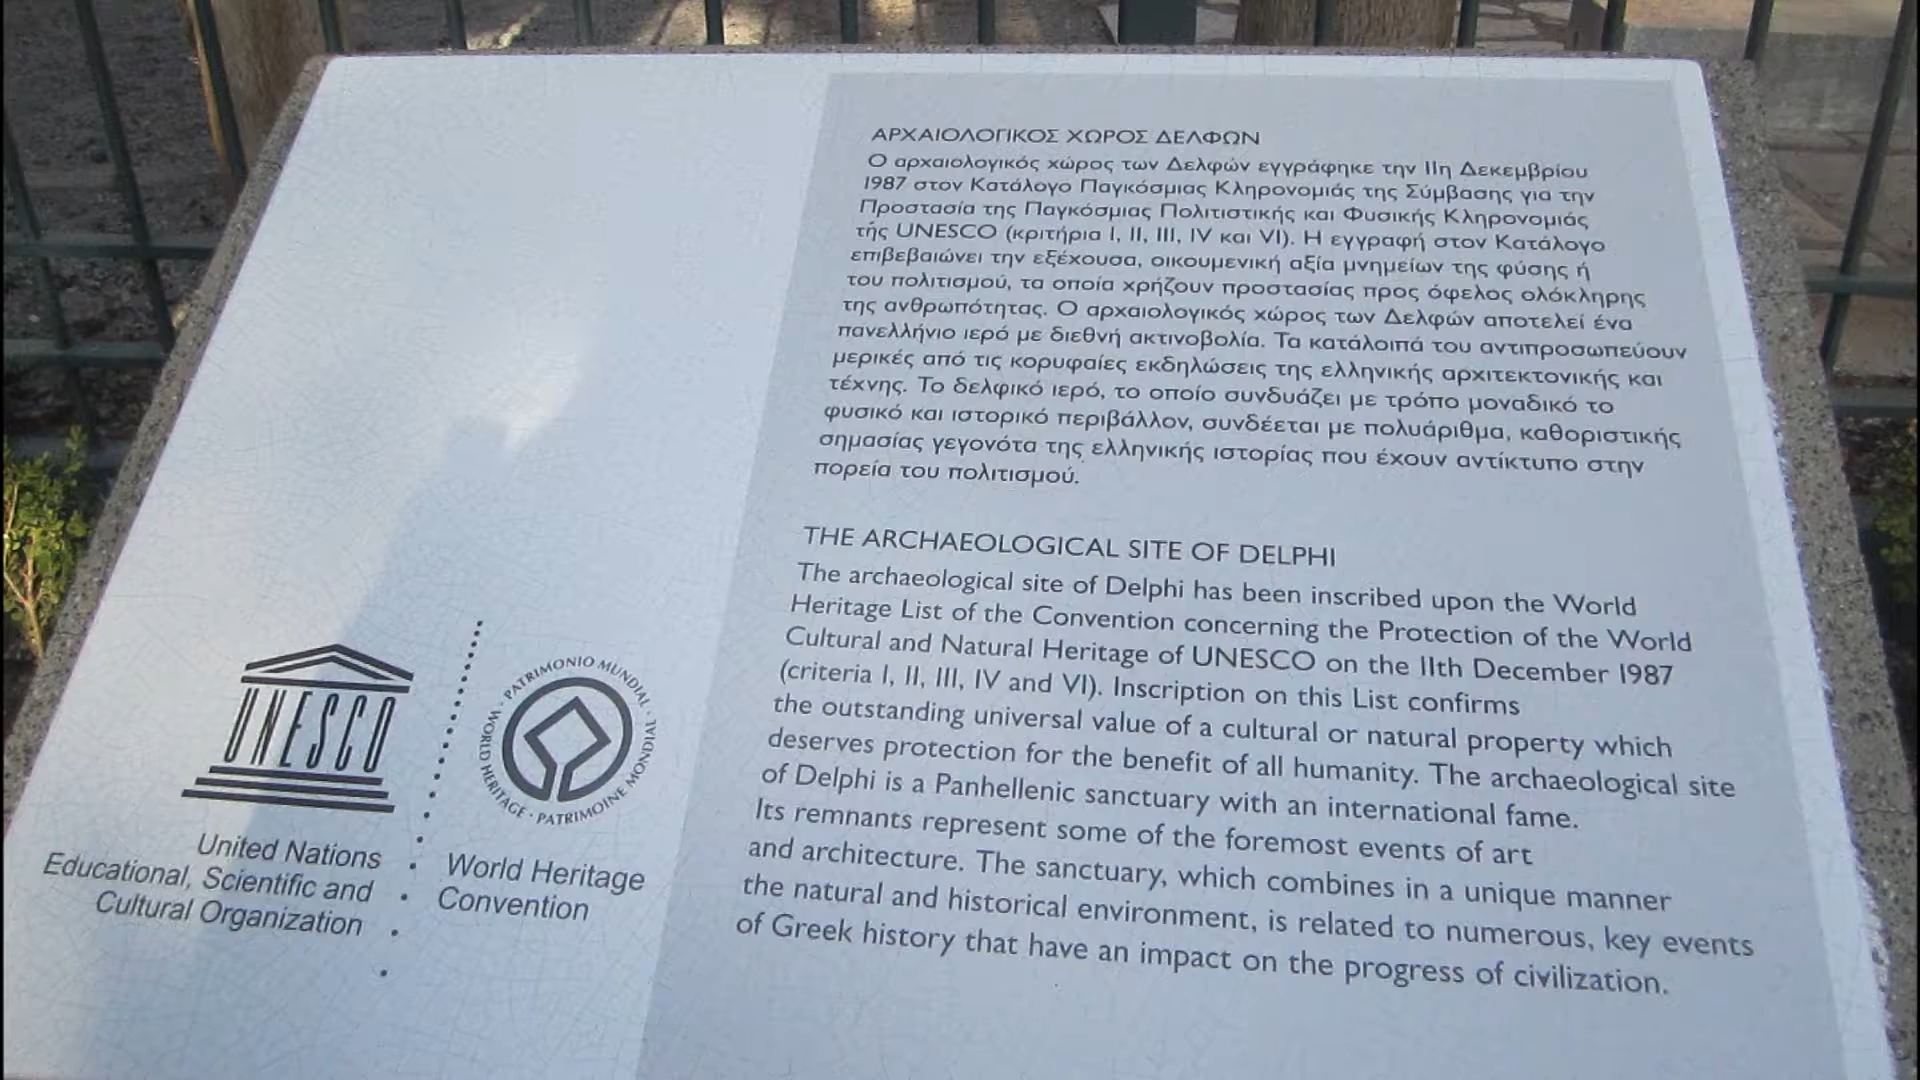 ΑΡΧΑΙΟΛΟΓΙΚΟΣ ΧΩΡΟΣ ΔΕΛΦΩΝ
Ο αρχαιολογικός χώρος των Δελφών εγγράφηκε την 11η Δεκεμβρίου
1987 στον Κατάλογο Παγκόσμιας Κληρονομιάς της Σύμβασης για την
Προστασία της Παγκόσμιας Πολιτιστικής και Φυσικής Κληρονομιάς
τής UNESCO (κριτήρια I, II, III, IV και VI). Η εγγραφή στον Κατάλογο
επιβεβαιώνει την εξέχουσα, οικουμενική αξία μνημείων της φύσης ή
του πολιτισμού, τα οποία χρήζουν προστασίας προς όφελος ολόκληρης
της ανθρωπότητας. Ο αρχαιολογικός χώρος των Δελφών αποτελεί ένα
πανελλήνιο ιερό με διεθνή ακτινοβολία. Τα κατάλοιπά του αντιπροσωπεύουν
μερικές από τις κορυφαίες εκδηλώσεις της ελληνικής αρχιτεκτονικής και
τέχνης. Το δελφικό ιερό, το οποίο συνδυάζει με τρόπο μοναδικό το
φυσικό και ιστορικό περιβάλλον, συνδέεται με πολυάριθμα, καθοριστικής
σημασίας γεγονότα της ελληνικής ιστορίας που έχουν αντίκτυπο στην
πορεία του πολιτισμού.
THE ARCHAEOLOGICAL SITE OF DELPHI
The archaeological site of Delphi has been inscribed upon the World
Heritage List of the Convention concerning the Protection of the World
Cultural and Natural Heritage of UNESCO on the 11th December 1987
(criteria I, II, III, IV and VI). Inscription on this List confirms
the outstanding universal value of a cultural or natural property which
deserves protection for the benefit of all humanity. The archaeological site
of Delphi is a Panhellenic sanctuary with an international fame.
Its remnants represent some of the foremost events of art
and architecture. The sanctuary, which combines in a unique manner
the natural and historical environment, is related to numerous, key events
of Greek history that have an impact on the progress of civilization.
UNESCO
United Nations
Educational, Scientific and
Cultural Organization
WORLD HERITAGE · PATRIMOINE MONDIAL · PATRIMONIO MUNDIAL ·
World Heritage
Convention